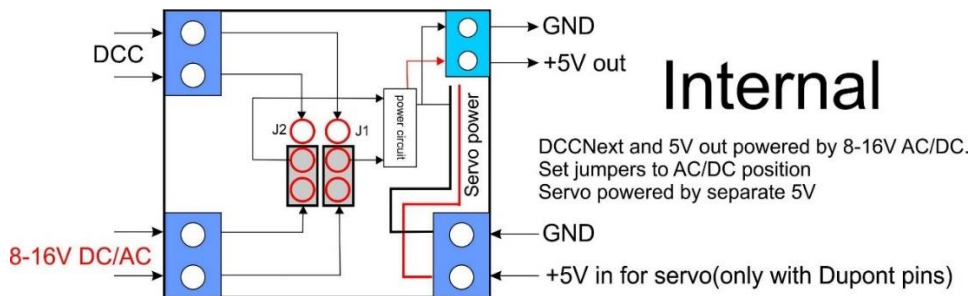 DCC
J2
J1
power circuit
Servo power
GND
+5V out
Internal
DCCNext and 5V out powered by 8-16V AC/DC.
Set jumpers to AC/DC position
Servo powered by separate 5V
8-16V DC/AC
GND
+5V in for servo(only with Dupont pins)